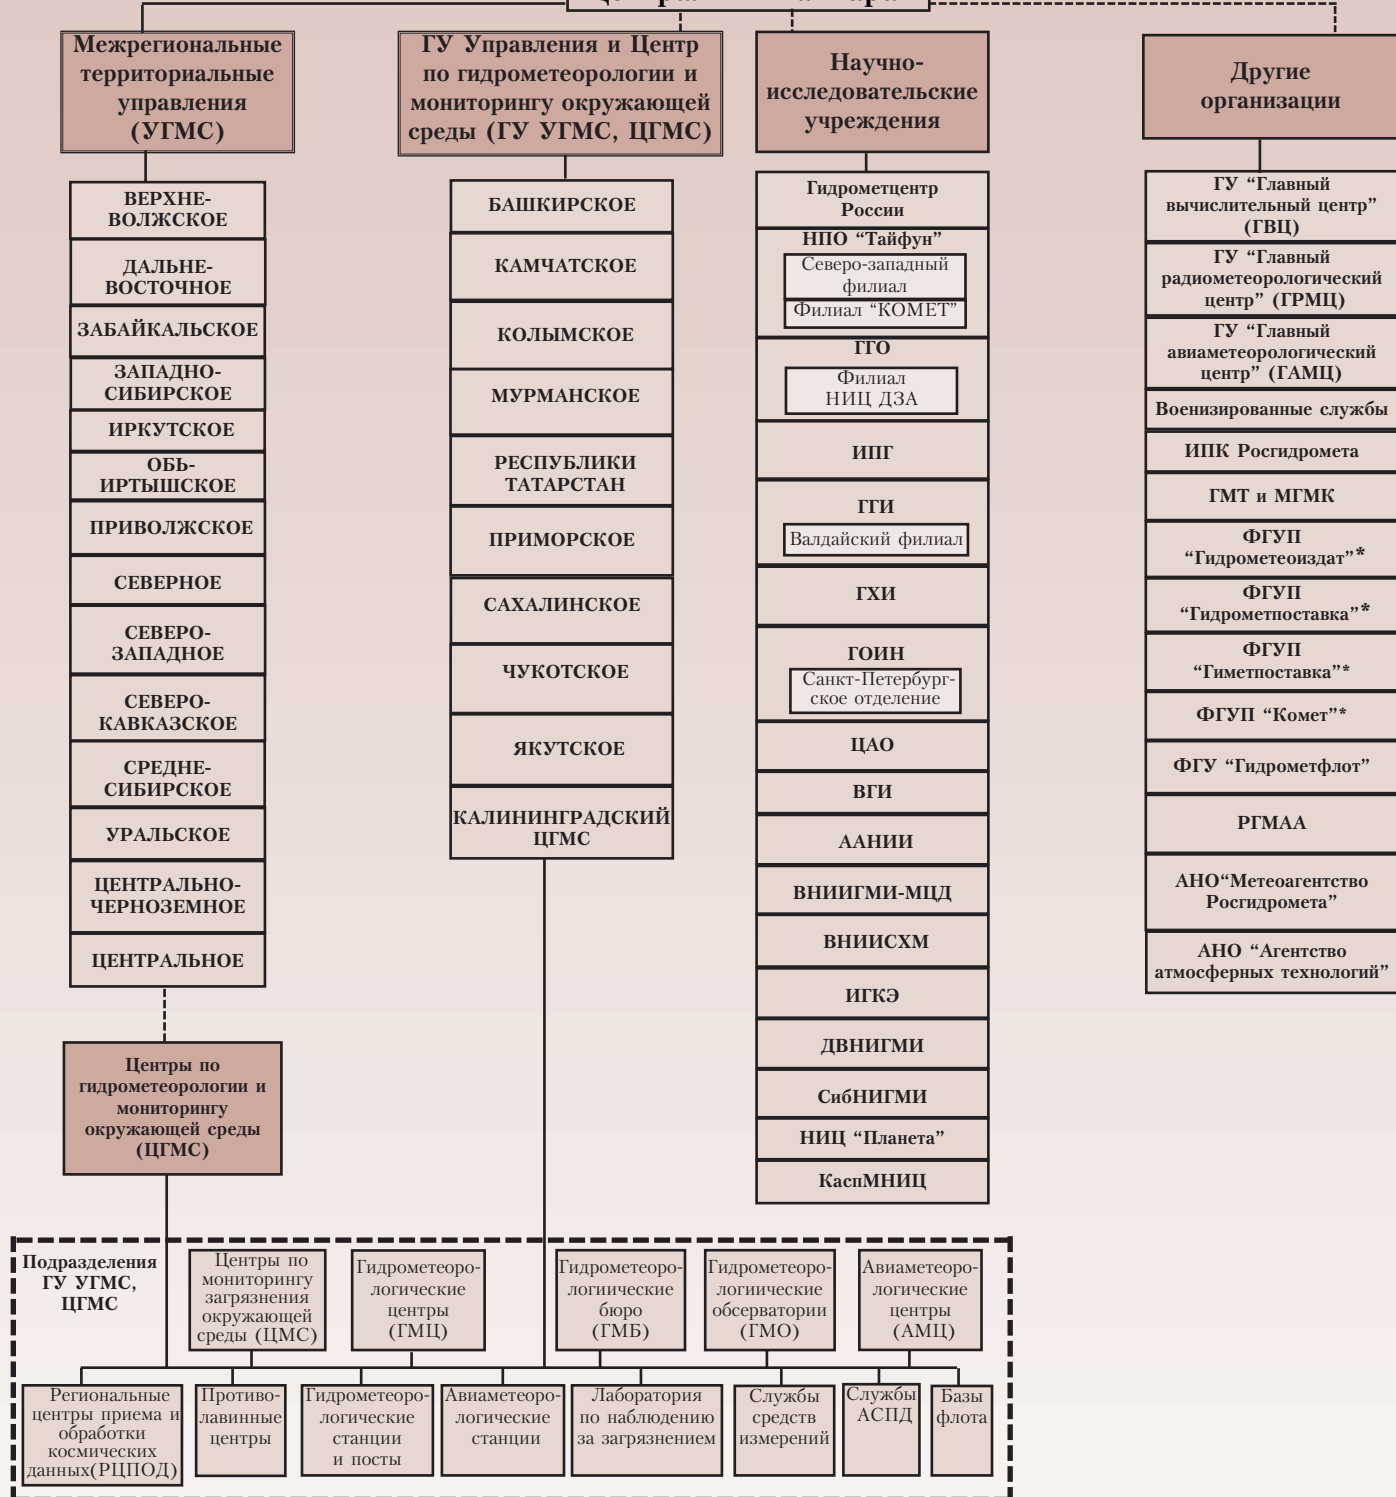 Межрегиональные
территориальные
управления
(УГМС)
ВЕРХНЕ-
ВОЛЖСКОЕ
ДАЛЬНЕ-
ВОСТОЧНОЕ
ЗАБАЙКАЛЬСКОЕ
ЗАПАДНО-
СИБИРСКОЕ
ИРКУТСКОЕ
ОБЬ-
ИРТЫШСКОЕ
ПРИВОЛЖСКОЕ
СЕВЕРНОЕ
СЕВЕРО-
ЗАПАДНОЕ
СЕВЕРО-
КАВКАЗСКОЕ
СРЕДНЕ-
СИБИРСКОЕ
УРАЛЬСКОЕ
ЦЕНТРАЛЬНО-
ЧЕРНОЗЕМНОЕ
ЦЕНТРАЛЬНОЕ
Центры по
гидрометеорологии и
мониторингу
окружающей среды
(ЦГМС)
ГУ Управления и Центр
по гидрометеорологии и
мониторингу окружающей
среды (ГУ УГМС, ЦГМС)
БАШКИРСКОЕ
КАМЧАТСКОЕ
КОЛЫМСКОЕ
МУРМАНСКОЕ
РЕСПУБЛИКИ
ТАТАРСТАН
ПРИМОРСКОЕ
САХАЛИНСКОЕ
ЧУКОТСКОЕ
ЯКУТСКОЕ
КАЛИНИНГРАДСКИЙ
ЦГМС
Научно-
исследовательские
учреждения
Гидрометцентр
России
НПО “Тайфун”
Северо-западный
филиал
Филиал “КОМЕТ”
ГГО
Филиал
НИЦ ДЗА
ИПГ
ГГИ
Валдайский филиал
ГХИ
ГОИН
Санкт-Петербург-
ское отделение
ЦАО
ВГИ
ААНИИ
ВНИИГМИ-МЦД
ВНИИСХМ
ИГКЭ
ДВНИГМИ
СибНИГМИ
НИЦ “Планета”
КаспМНИЦ
Другие
организации
ГУ “Главный
вычислительный центр”
(ГВЦ)
ГУ “Главный
радиометеорологический
центр” (ГРМЦ)
ГУ “Главный
авиаметеорологический
центр” (ГАМЦ)
Военизированные службы
ИПК Росгидромета
ГМТ и МГМК
ФГУП
“Гидрометеоиздат”*
ФГУП
“Гидрометпоставка”*
ФГУП
“Гиметпоставка”*
ФГУП “Комет”*
ФГУ “Гидрометфлот”
РГМАА
АНО“Метеоагентство
Росгидромета”
АНО “Агентство
атмосферных технологий”
Подразделения
ГУ УГМС,
ЦГМС
Центры по
мониторингу
загрязнения
окружающей
среды (ЦМС)
Гидрометеоро-
логические
центры
(ГМЦ)
Гидрометеоро-
логиические
бюро
(ГМБ)
Гидрометеоро-
логиические
обсерватории
(ГМО)
Авиаметеоро-
логические
центры
(АМЦ)
Региональные
центры приема и
обработки
космических
данных(РЦПОД)
Противо-
лавинные
центры
Гидрометеоро-
логические
станции
и посты
Авиаметеоро-
логические
станции
Лаборатория
по наблюдению
за загрязнением
Службы
средств
измерений
Службы
АСПД
Базы
флота